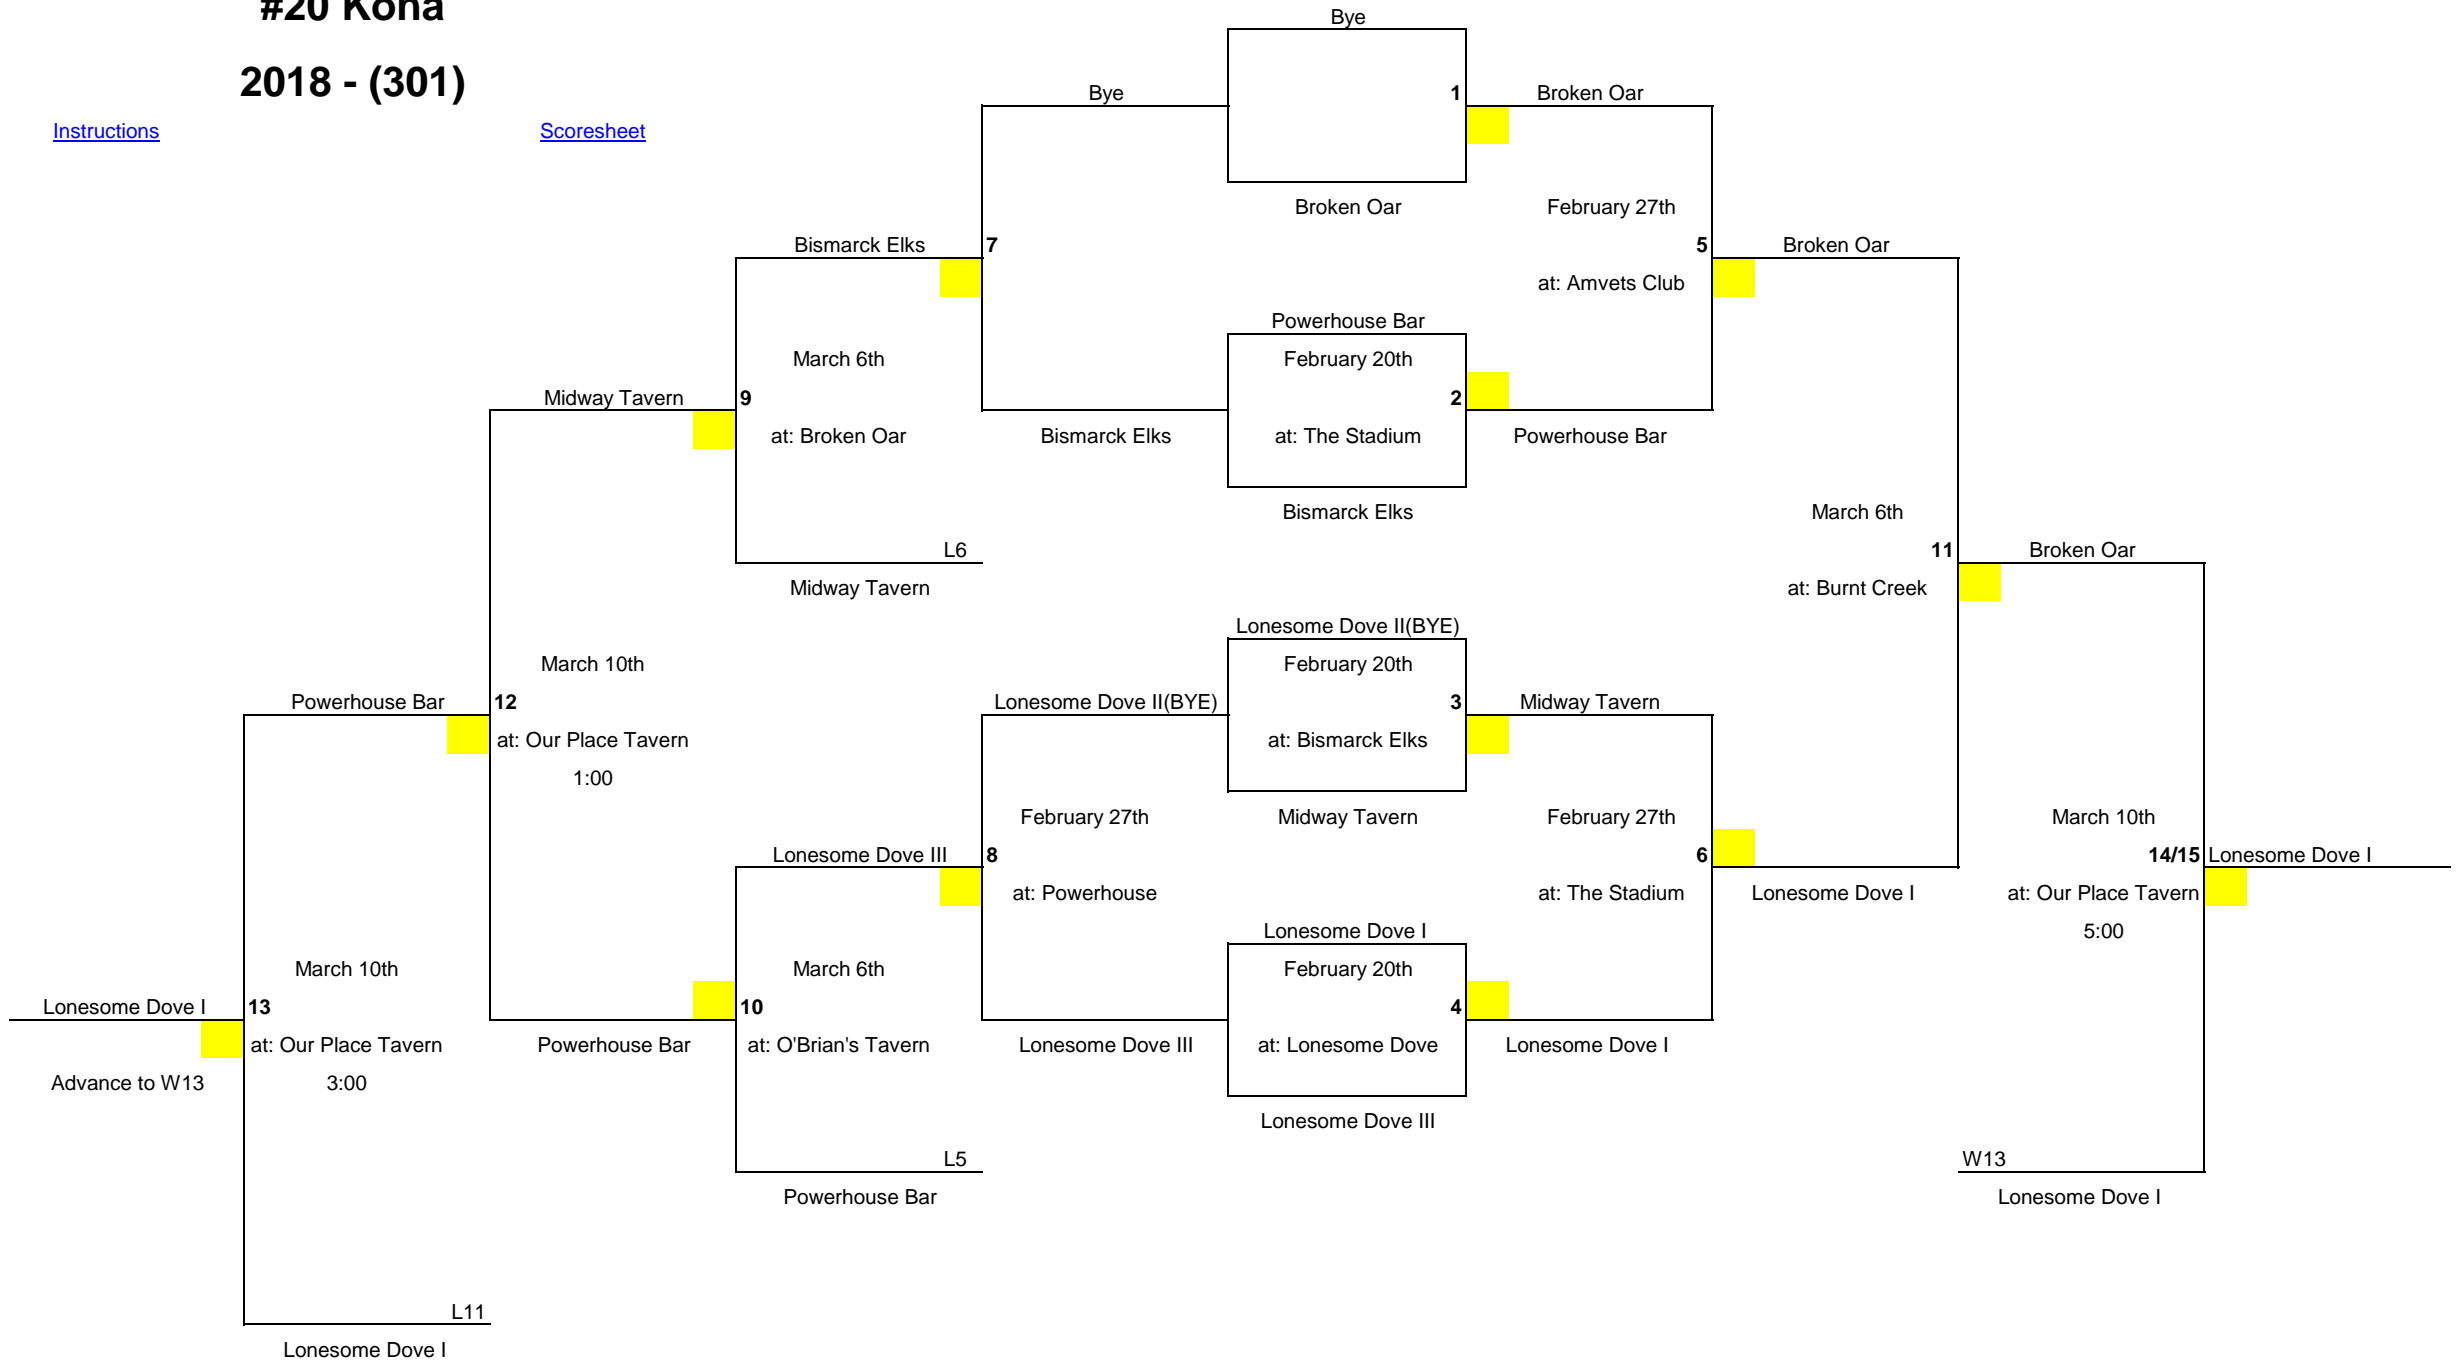 #20 Kona
2018 - (301)
Instructions
Scoresheet
Bye
Bye
1
Broken Oar
Broken Oar
February 27th
Bismarck Elks
7
5
Broken Oar
at: Amvets Club
Powerhouse Bar
March 6th
February 20th
Midway Tavern
9
2
at: Broken Oar
Bismarck Elks
at: The Stadium
Powerhouse Bar
Bismarck Elks
March 6th
L6
11
Broken Oar
Midway Tavern
at: Burnt Creek
Lonesome Dove II(BYE)
March 10th
February 20th
Powerhouse Bar
12
Lonesome Dove II(BYE)
3
Midway Tavern
at: Our Place Tavern
at: Bismarck Elks
1:00
February 27th
Midway Tavern
February 27th
March 10th
Lonesome Dove III
8
6
14/15
Lonesome Dove I
at: Powerhouse
at: The Stadium
Lonesome Dove I
at: Our Place Tavern
Lonesome Dove I
5:00
March 10th
March 6th
February 20th
Lonesome Dove I
13
10
4
at: Our Place Tavern
Powerhouse Bar
at: O'Brian's Tavern
Lonesome Dove III
at: Lonesome Dove
Lonesome Dove I
Advance to W13
3:00
Lonesome Dove III
L5
W13
Powerhouse Bar
Lonesome Dove I
L11
Lonesome Dove I